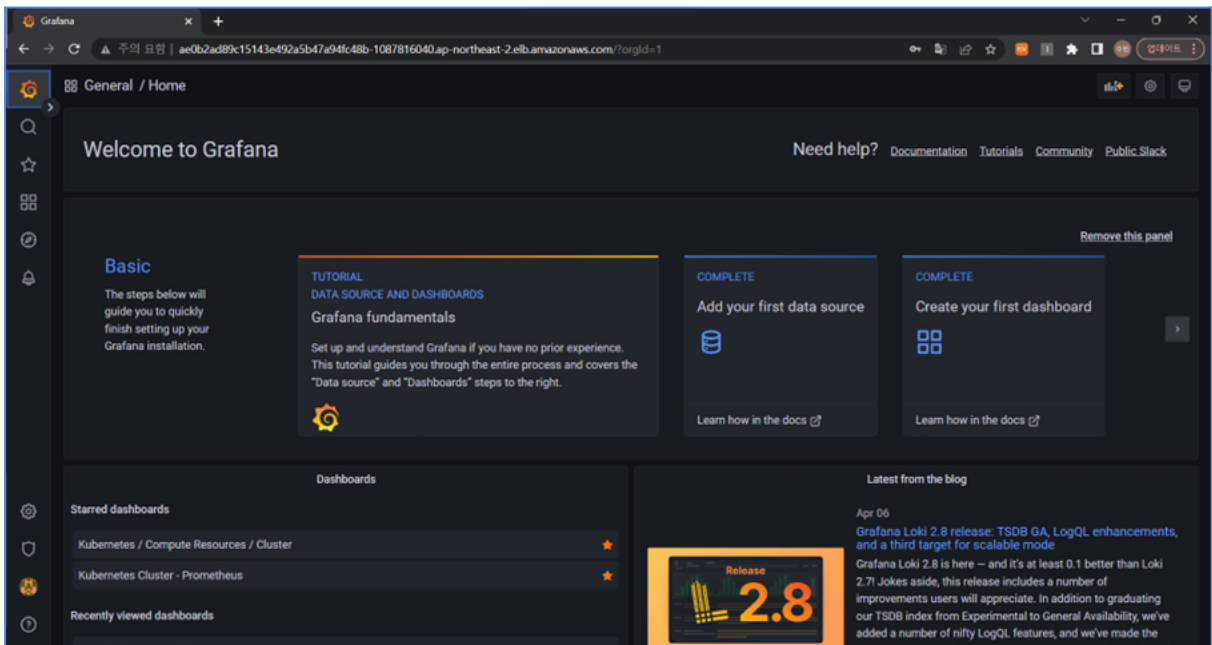 Grafana
주의 요함 | ae0b2ad89c15143e492a5b47a94fc48b-1087816040.ap-northeast-2.elb.amazonaws.com/?orgId=1
업데이트
General / Home
Welcome to Grafana
Need help? Documentation Tutorials Community Public Slack
Remove this panel
Basic
The steps below will
guide you to quickly
finish setting up your
Grafana installation.
TUTORIAL
DATA SOURCE AND DASHBOARDS
Grafana fundamentals
Set up and understand Grafana if you have no prior experience.
This tutorial guides you through the entire process and covers the
"Data source" and "Dashboards" steps to the right.
COMPLETE
Add your first data source
Learn how in the docs
COMPLETE
Create your first dashboard
Learn how in the docs
Dashboards
Starred dashboards
Kubernetes / Compute Resources / Cluster
Kubernetes Cluster - Prometheus
Recently viewed dashboards
Latest from the blog
Release
2.8
Apr 06
Grafana Loki 2.8 release: TSDB GA, LogQL enhancements,
and a third target for scalable mode
Grafana Loki 2.8 is here — and it's at least 0.1 better than Loki
2.7! Jokes aside, this release includes a number of
improvements users will appreciate. In addition to graduating
our TSDB index from Experimental to General Availability, we've
added a number of nifty LogQL features, and we've made the